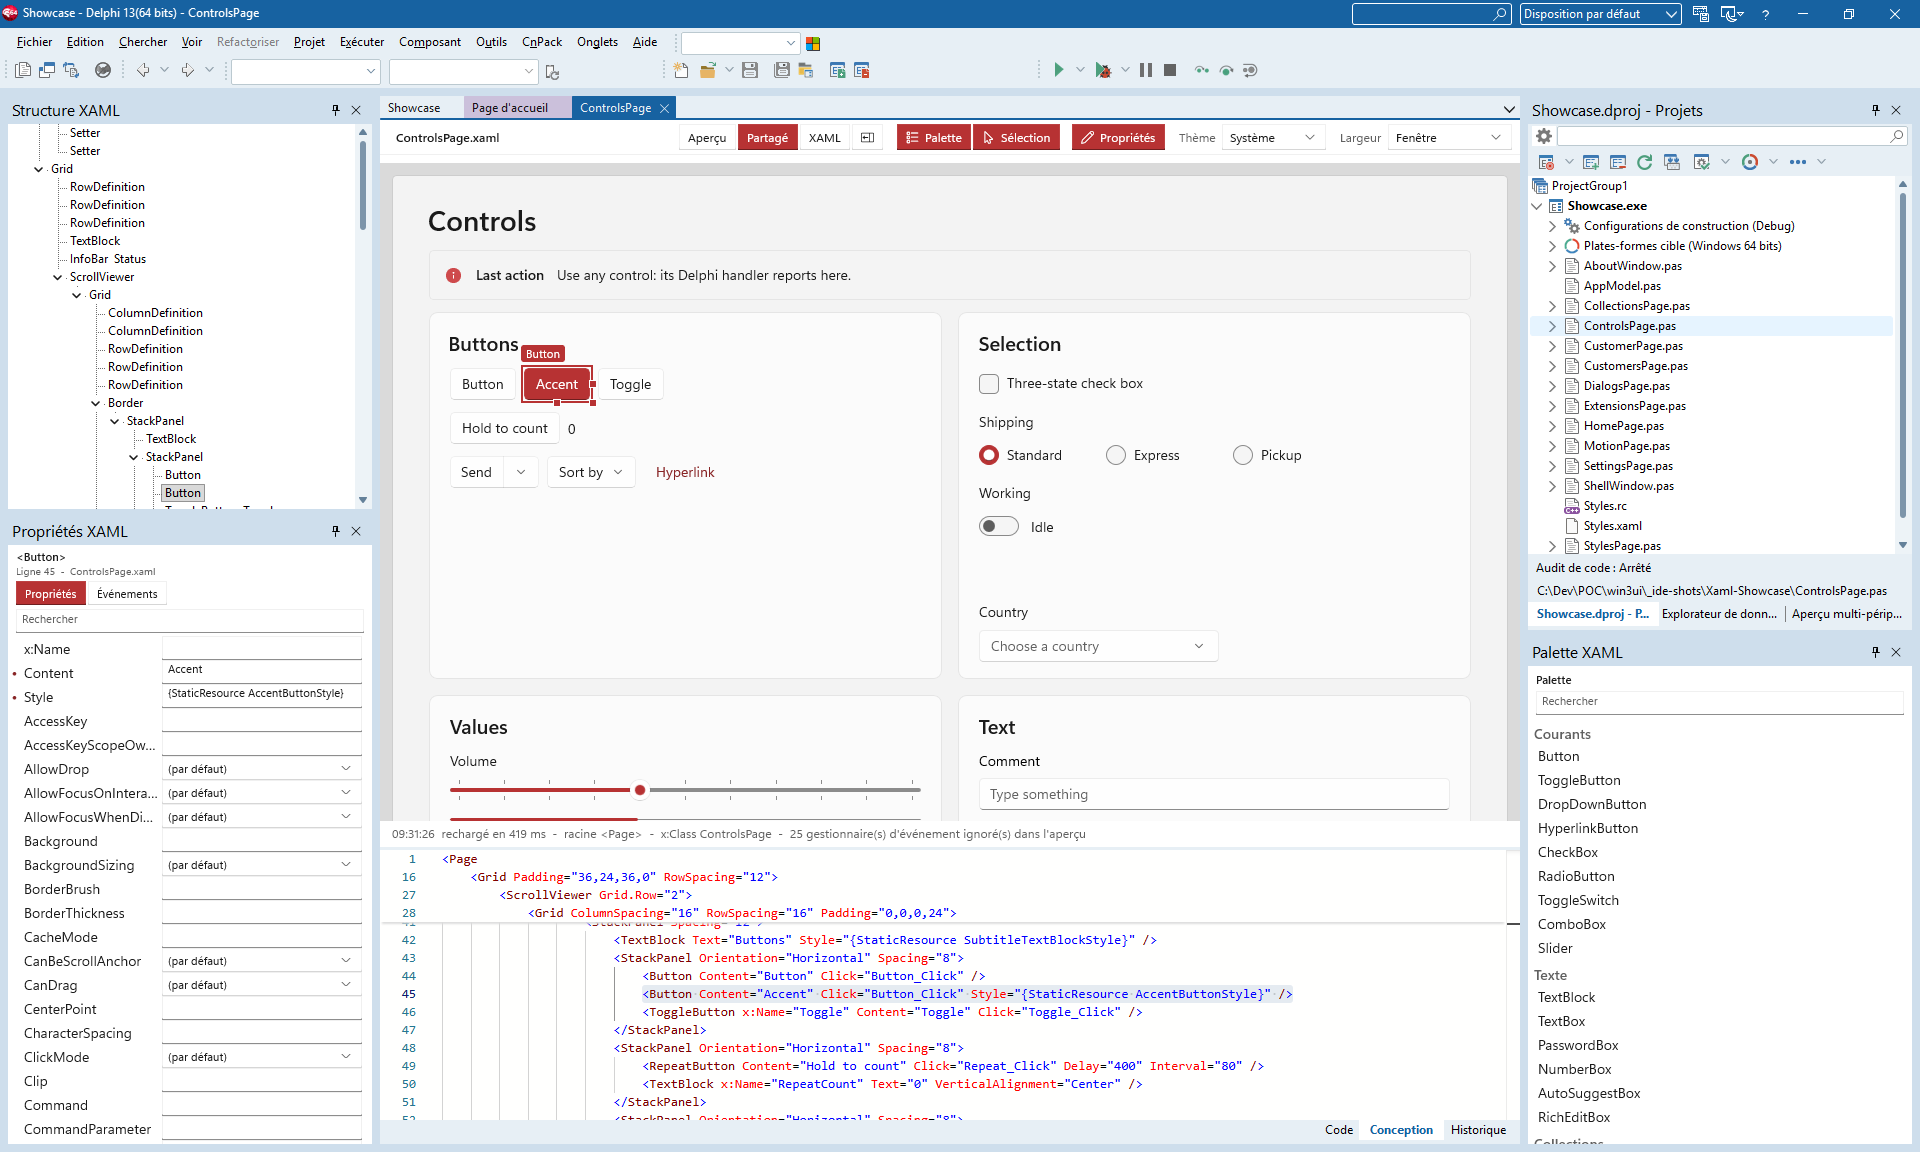 Showcase - Delphi 13(64 bits) - ControlsPage
Disposition par défaut
Fichier Edition Chercher Voir Refactoriser Projet Exécuter Composant Outils CnPack Onglets Aide
Structure XAML
Setter
Setter
Grid
RowDefinition
RowDefinition
RowDefinition
TextBlock
InfoBar Status
ScrollViewer
Grid
ColumnDefinition
ColumnDefinition
RowDefinition
RowDefinition
RowDefinition
Border
StackPanel
TextBlock
StackPanel
Button
Button
Propriétés XAML
<Button>
Ligne 45 - ControlsPage.xaml
Propriétés Événements
Rechercher
x:Name
Content Accent
Style {StaticResource AccentButtonStyle}
AccessKey
AccessKeyScopeOw...
AllowDrop (par défaut)
AllowFocusOnIntera... (par défaut)
AllowFocusWhenDi... (par défaut)
Background
BackgroundSizing (par défaut)
BorderBrush
BorderThickness
CacheMode
CanBeScrollAnchor (par défaut)
CanDrag (par défaut)
CenterPoint
CharacterSpacing
ClickMode (par défaut)
Clip
Command
CommandParameter
Showcase Page d'accueil ControlsPage
ControlsPage.xaml Aperçu Partagé XAML Palette Sélection Propriétés Thème Système Largeur Fenêtre
Controls
Last action Use any control: its Delphi handler reports here.
Buttons
Button
Button Accent Toggle
Hold to count 0
Send Sort by Hyperlink
Selection
Three-state check box
Shipping
Standard Express Pickup
Working
Idle
Country
Choose a country
Values
Volume
Text
Comment
Type something
09:31:26 rechargé en 419 ms - racine <Page> - x:Class ControlsPage - 25 gestionnaire(s) d'événement ignoré(s) dans l'aperçu
1 <Page
16 <Grid Padding="36,24,36,0" RowSpacing="12">
27 <ScrollViewer Grid.Row="2">
28 <Grid ColumnSpacing="16" RowSpacing="16" Padding="0,0,0,24">
41 <StackPanel Spacing="12">
42 <TextBlock Text="Buttons" Style="{StaticResource SubtitleTextBlockStyle}" />
43 <StackPanel Orientation="Horizontal" Spacing="8">
44 <Button Content="Button" Click="Button_Click" />
45 <Button Content="Accent" Click="Button_Click" Style="{StaticResource AccentButtonStyle}" />
46 <ToggleButton x:Name="Toggle" Content="Toggle" Click="Toggle_Click" />
47 </StackPanel>
48 <StackPanel Orientation="Horizontal" Spacing="8">
49 <RepeatButton Content="Hold to count" Click="Repeat_Click" Delay="400" Interval="80" />
50 <TextBlock x:Name="RepeatCount" Text="0" VerticalAlignment="Center" />
51 </StackPanel>
52 <StackPanel Orientation="Horizontal" Spacing="8">
Code Conception Historique
Showcase.dproj - Projets
ProjectGroup1
Showcase.exe
Configurations de construction (Debug)
Plates-formes cible (Windows 64 bits)
AboutWindow.pas
AppModel.pas
CollectionsPage.pas
ControlsPage.pas
CustomerPage.pas
CustomersPage.pas
DialogsPage.pas
ExtensionsPage.pas
HomePage.pas
MotionPage.pas
SettingsPage.pas
ShellWindow.pas
Styles.rc
Styles.xaml
StylesPage.pas
Audit de code : Arrêté
C:\Dev\POC\win3ui\_ide-shots\Xaml-Showcase\ControlsPage.pas
Showcase.dproj - P... Explorateur de donn... Aperçu multi-périp...
Palette XAML
Palette
Rechercher
Courants
Button
ToggleButton
DropDownButton
HyperlinkButton
CheckBox
RadioButton
ToggleSwitch
ComboBox
Slider
Texte
TextBlock
TextBox
PasswordBox
NumberBox
AutoSuggestBox
RichEditBox